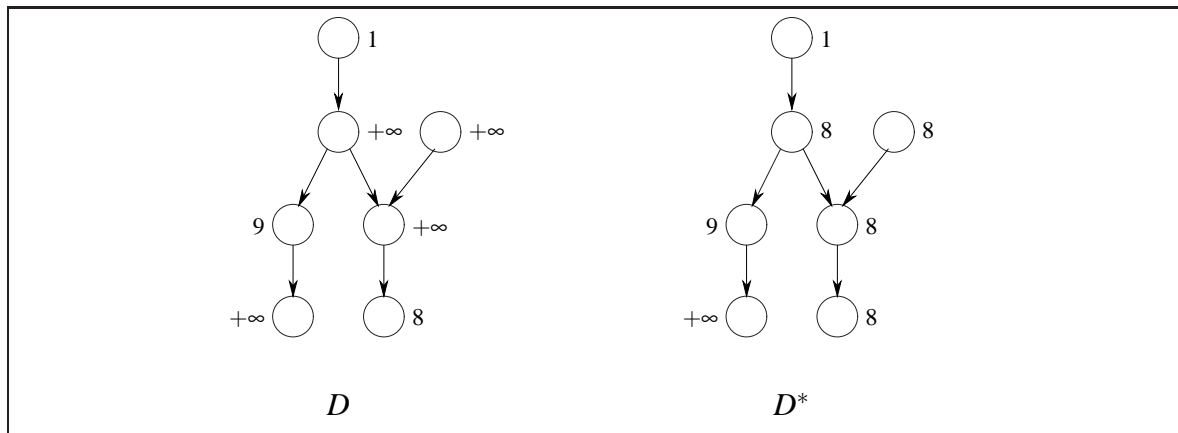 1 1
+∞ +∞ 8 8
9 +∞ 9 8
+∞ 8 +∞ 8
D D*